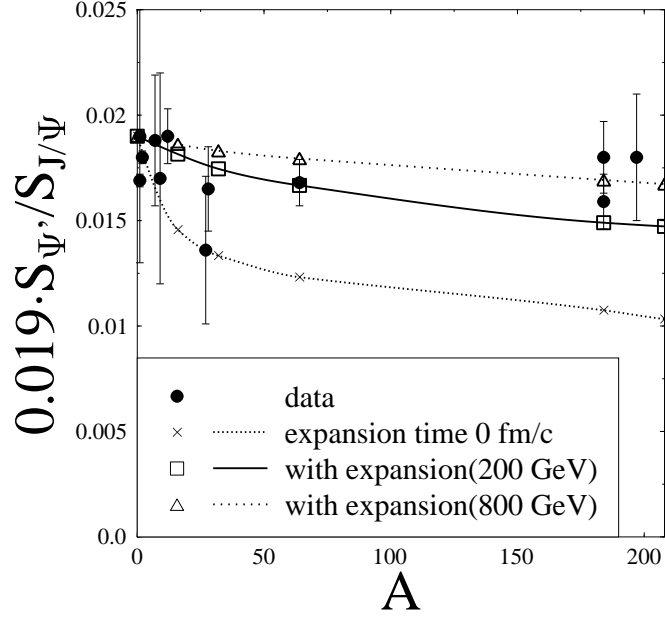 0.019·S_Ψ'/S_J/Ψ
0.025
0.02
0.015
0.01
0.005
0.0
data
expansion time 0 fm/c
with expansion(200 GeV)
with expansion(800 GeV)
0 50 100 150 200
A